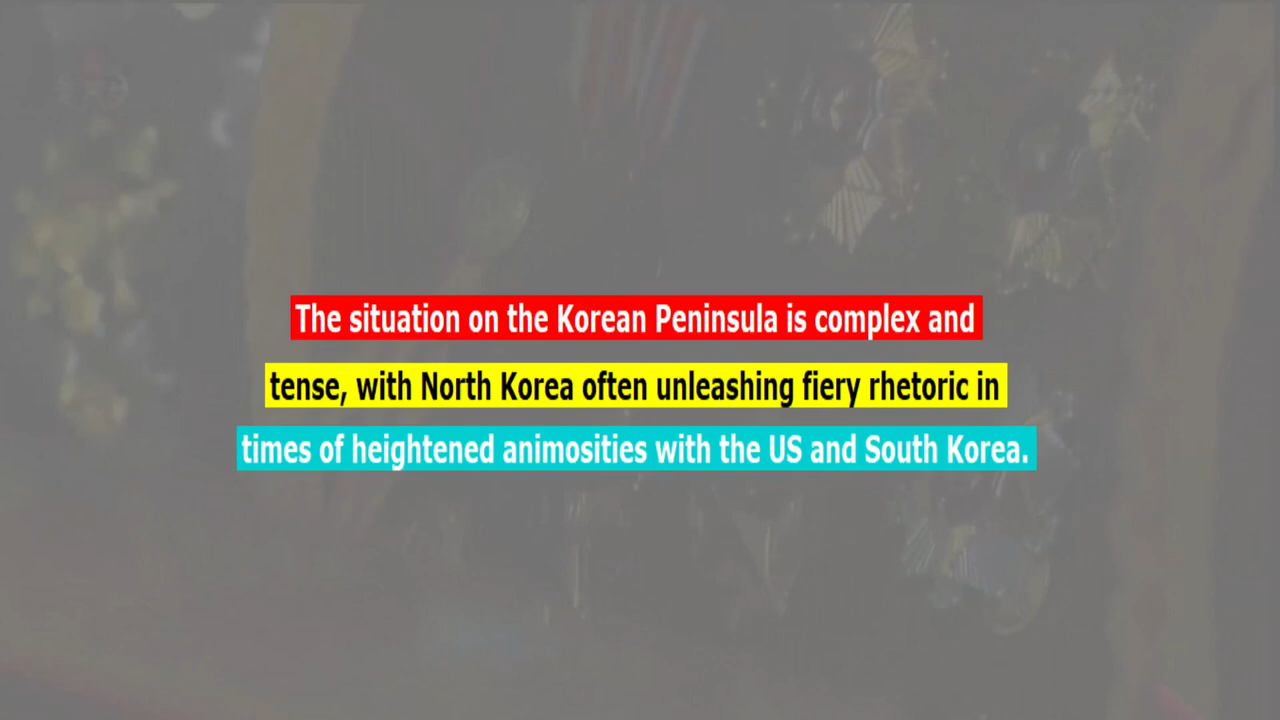 The situation on the Korean Peninsula is complex and
tense, with North Korea often unleashing fiery rhetoric in
times of heightened animosities with the US and South Korea.